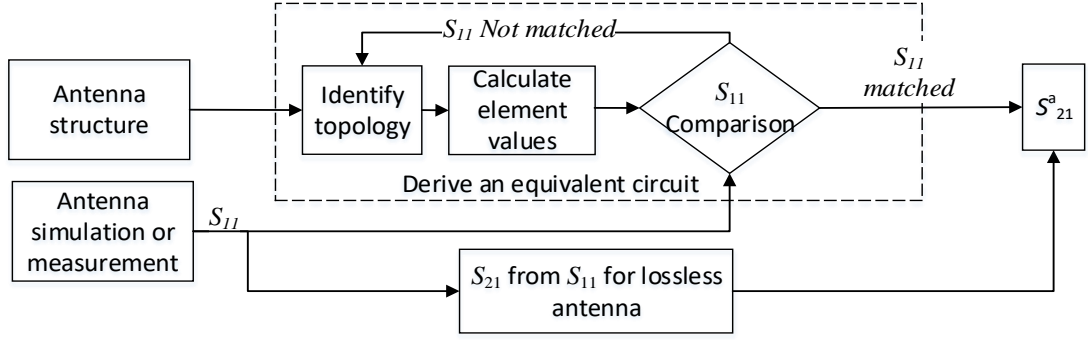 S11 Not matched
Antenna
structure
Identify
topology
Calculate
element
values
S11
Comparison
S11
matched
Sa21
Derive an equivalent circuit
Antenna
simulation or
measurement
S11
S21 from S11 for lossless
antenna